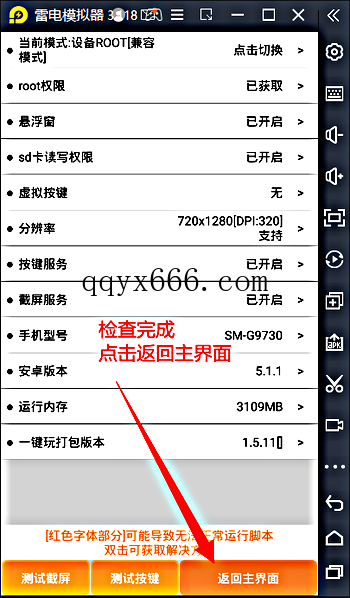 雷电模拟器 3
18
当前模式:设备ROOT[兼容
模式]
点击切换 >
root权限 已获取 >
悬浮窗 已开启 >
sd卡读写权限 已开启 >
虚拟按键 无 >
分辨率 720x1280[DPI:320]
支持 >
按键服务 已开启 >
qqyx666.com
截屏服务 已开启 >
检查完成
点击返回主界面
手机型号 SM-G9730 >
安卓版本 5.1.1 >
运行内存 3109MB >
一键玩打包版本 1.5.11[] >
[红色字体部分]可能导致无法正常运行脚本
双击可获取解决方
测试截屏 测试按键 返回主界面
APK